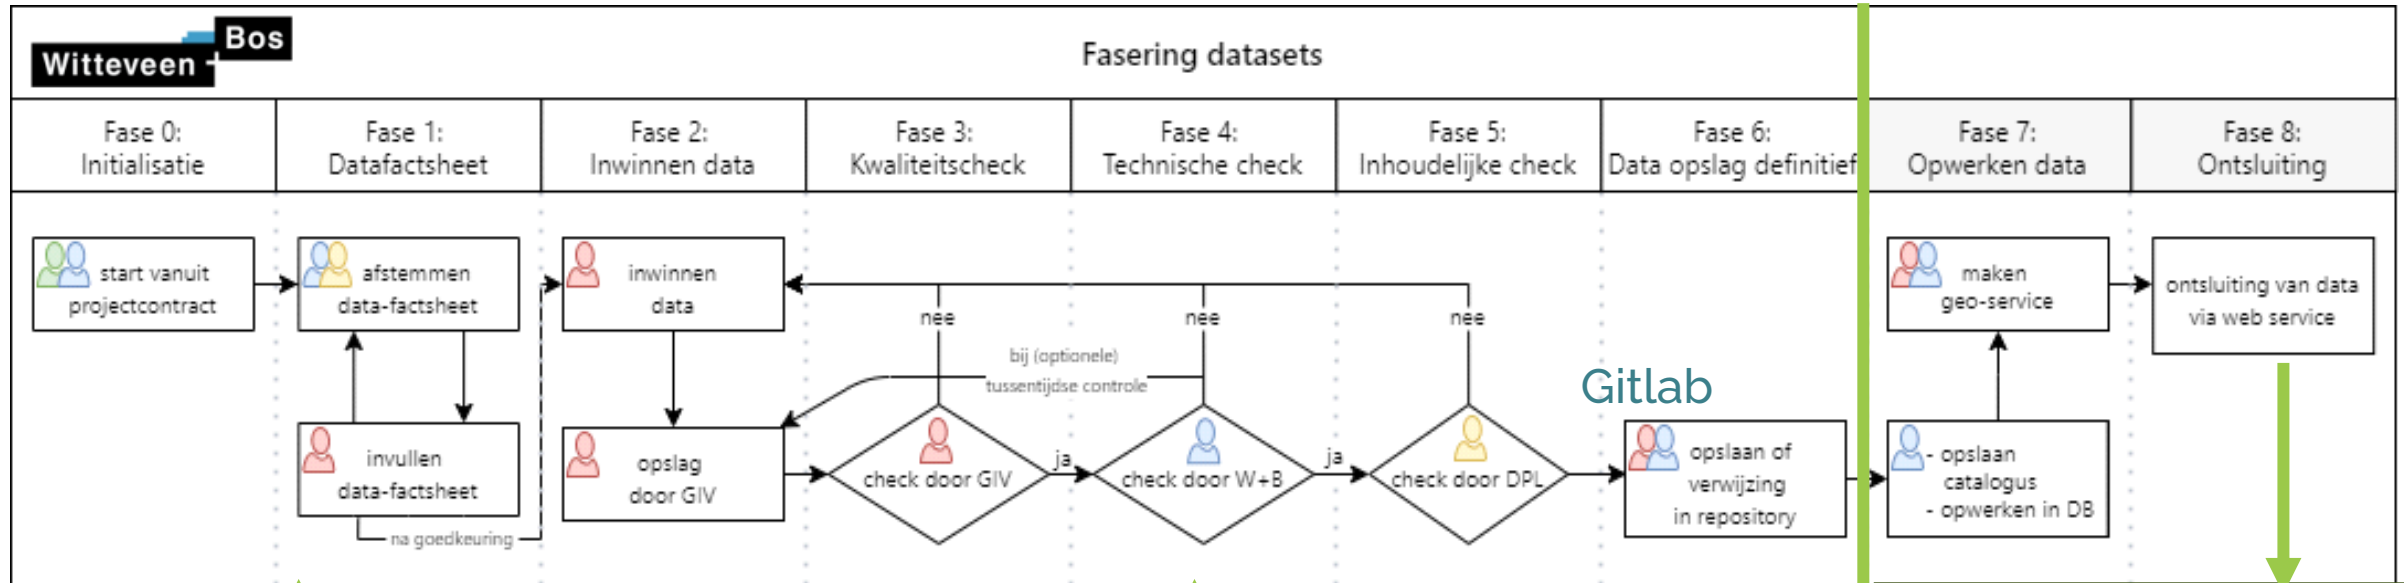 Witteveen
Bos
Fasering datasets
Fase 0:
Initialisatie
Fase 1:
Datafactsheet
Fase 2:
Inwinnen data
Fase 3:
Kwaliteitscheck
Fase 4:
Technische check
Fase 5:
Inhoudelijke check
Fase 6:
Data opslag definitief
Fase 7:
Opwerken data
Fase 8:
Ontsluiting
start vanuit
projectcontract
afstemmen
data-factsheet
invullen
data-factsheet
na goedkeuring
inwinnen
data
opslag
door GIV
nee
nee
nee
bij (optionele)
tussentijdse controle
check door GIV
ja
check door W+B
ja
check door DPL
Gitlab
opslaan of
verwijzing
in repository
maken
geo-service
- opslaan
catalogus
- opwerken in DB
ontsluiting van data
via web service